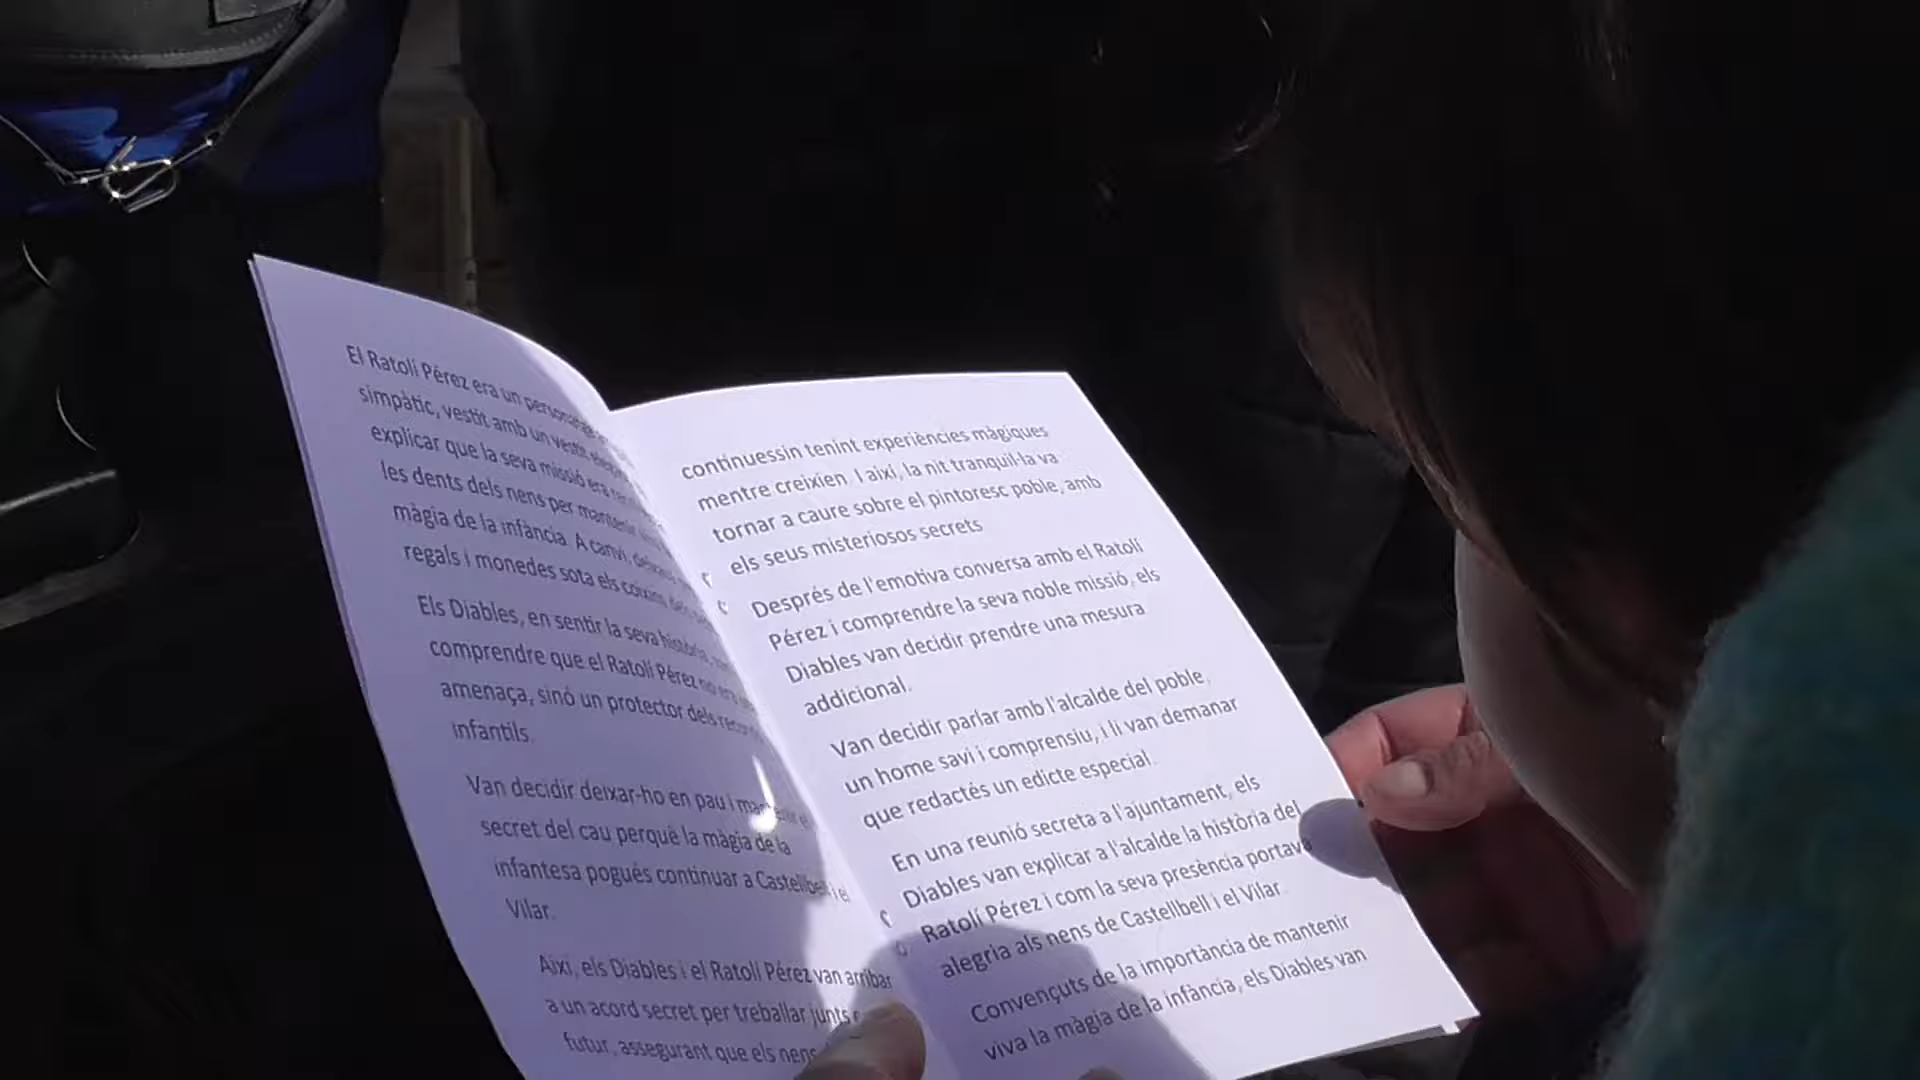 El Ratolí Pérez era un personatge
simpàtic, vestit amb un vestit
explicar que la seva missió era
les dents dels nens per mantenir
màgia de la infància. A canvi, deixava
regals i monedes sota els coixins dels
Els Diables, en sentir la seva història,
comprendre que el Ratolí Pérez no era
amenaça, sinó un protector dels
infantils.
Van decidir deixar-ho en pau i mantenir el
secret del cau perquè la màgia de la
infantesa pogués continuar a Castellbell i el
Vilar.
Així, els Diables i el Ratolí Pérez van arribar
a un acord secret per treballar junts
futur, assegurant que els nens
continuessin tenint experiències màgiques
mentre creixien. I així, la nit tranquil·la va
tornar a caure sobre el pintoresc poble, amb
els seus misteriosos secrets
Després de l'emotiva conversa amb el Ratolí
Pérez i comprendre la seva noble missió, els
Diables van decidir prendre una mesura
addicional.
Van decidir parlar amb l'alcalde del poble,
un home savi i comprensiu, i li van demanar
que redactés un edicte especial.
En una reunió secreta a l'ajuntament, els
Diables van explicar a l'alcalde la història del
Ratolí Pérez i com la seva presència portava
alegria als nens de Castellbell i el Vilar.
Convençuts de la importància de mantenir
viva la màgia de la infància, els Diables van